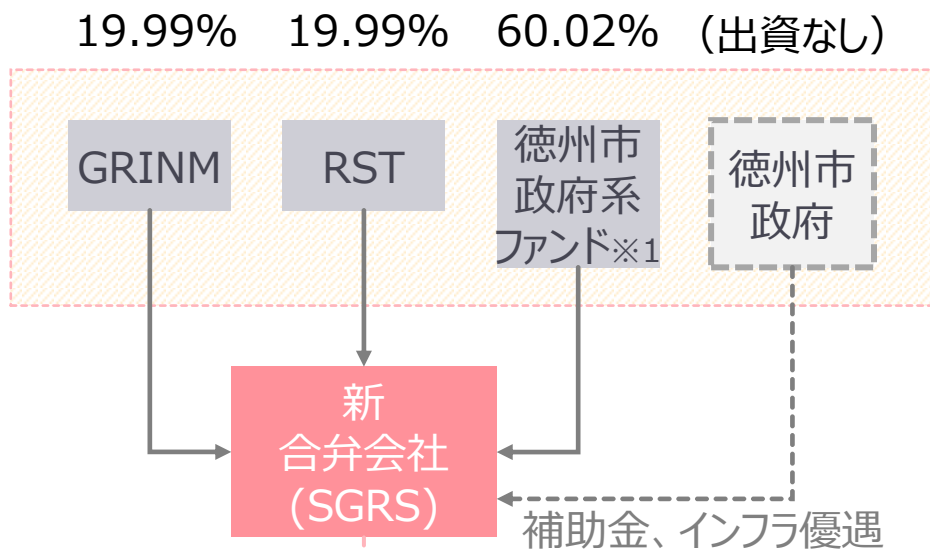 19.99% 19.99% 60.02% (出資なし)
GRINM
RST
徳州市
政府系
ファンド※1
徳州市
政府
新
合弁会社
(SGRS)
補助金、インフラ優遇